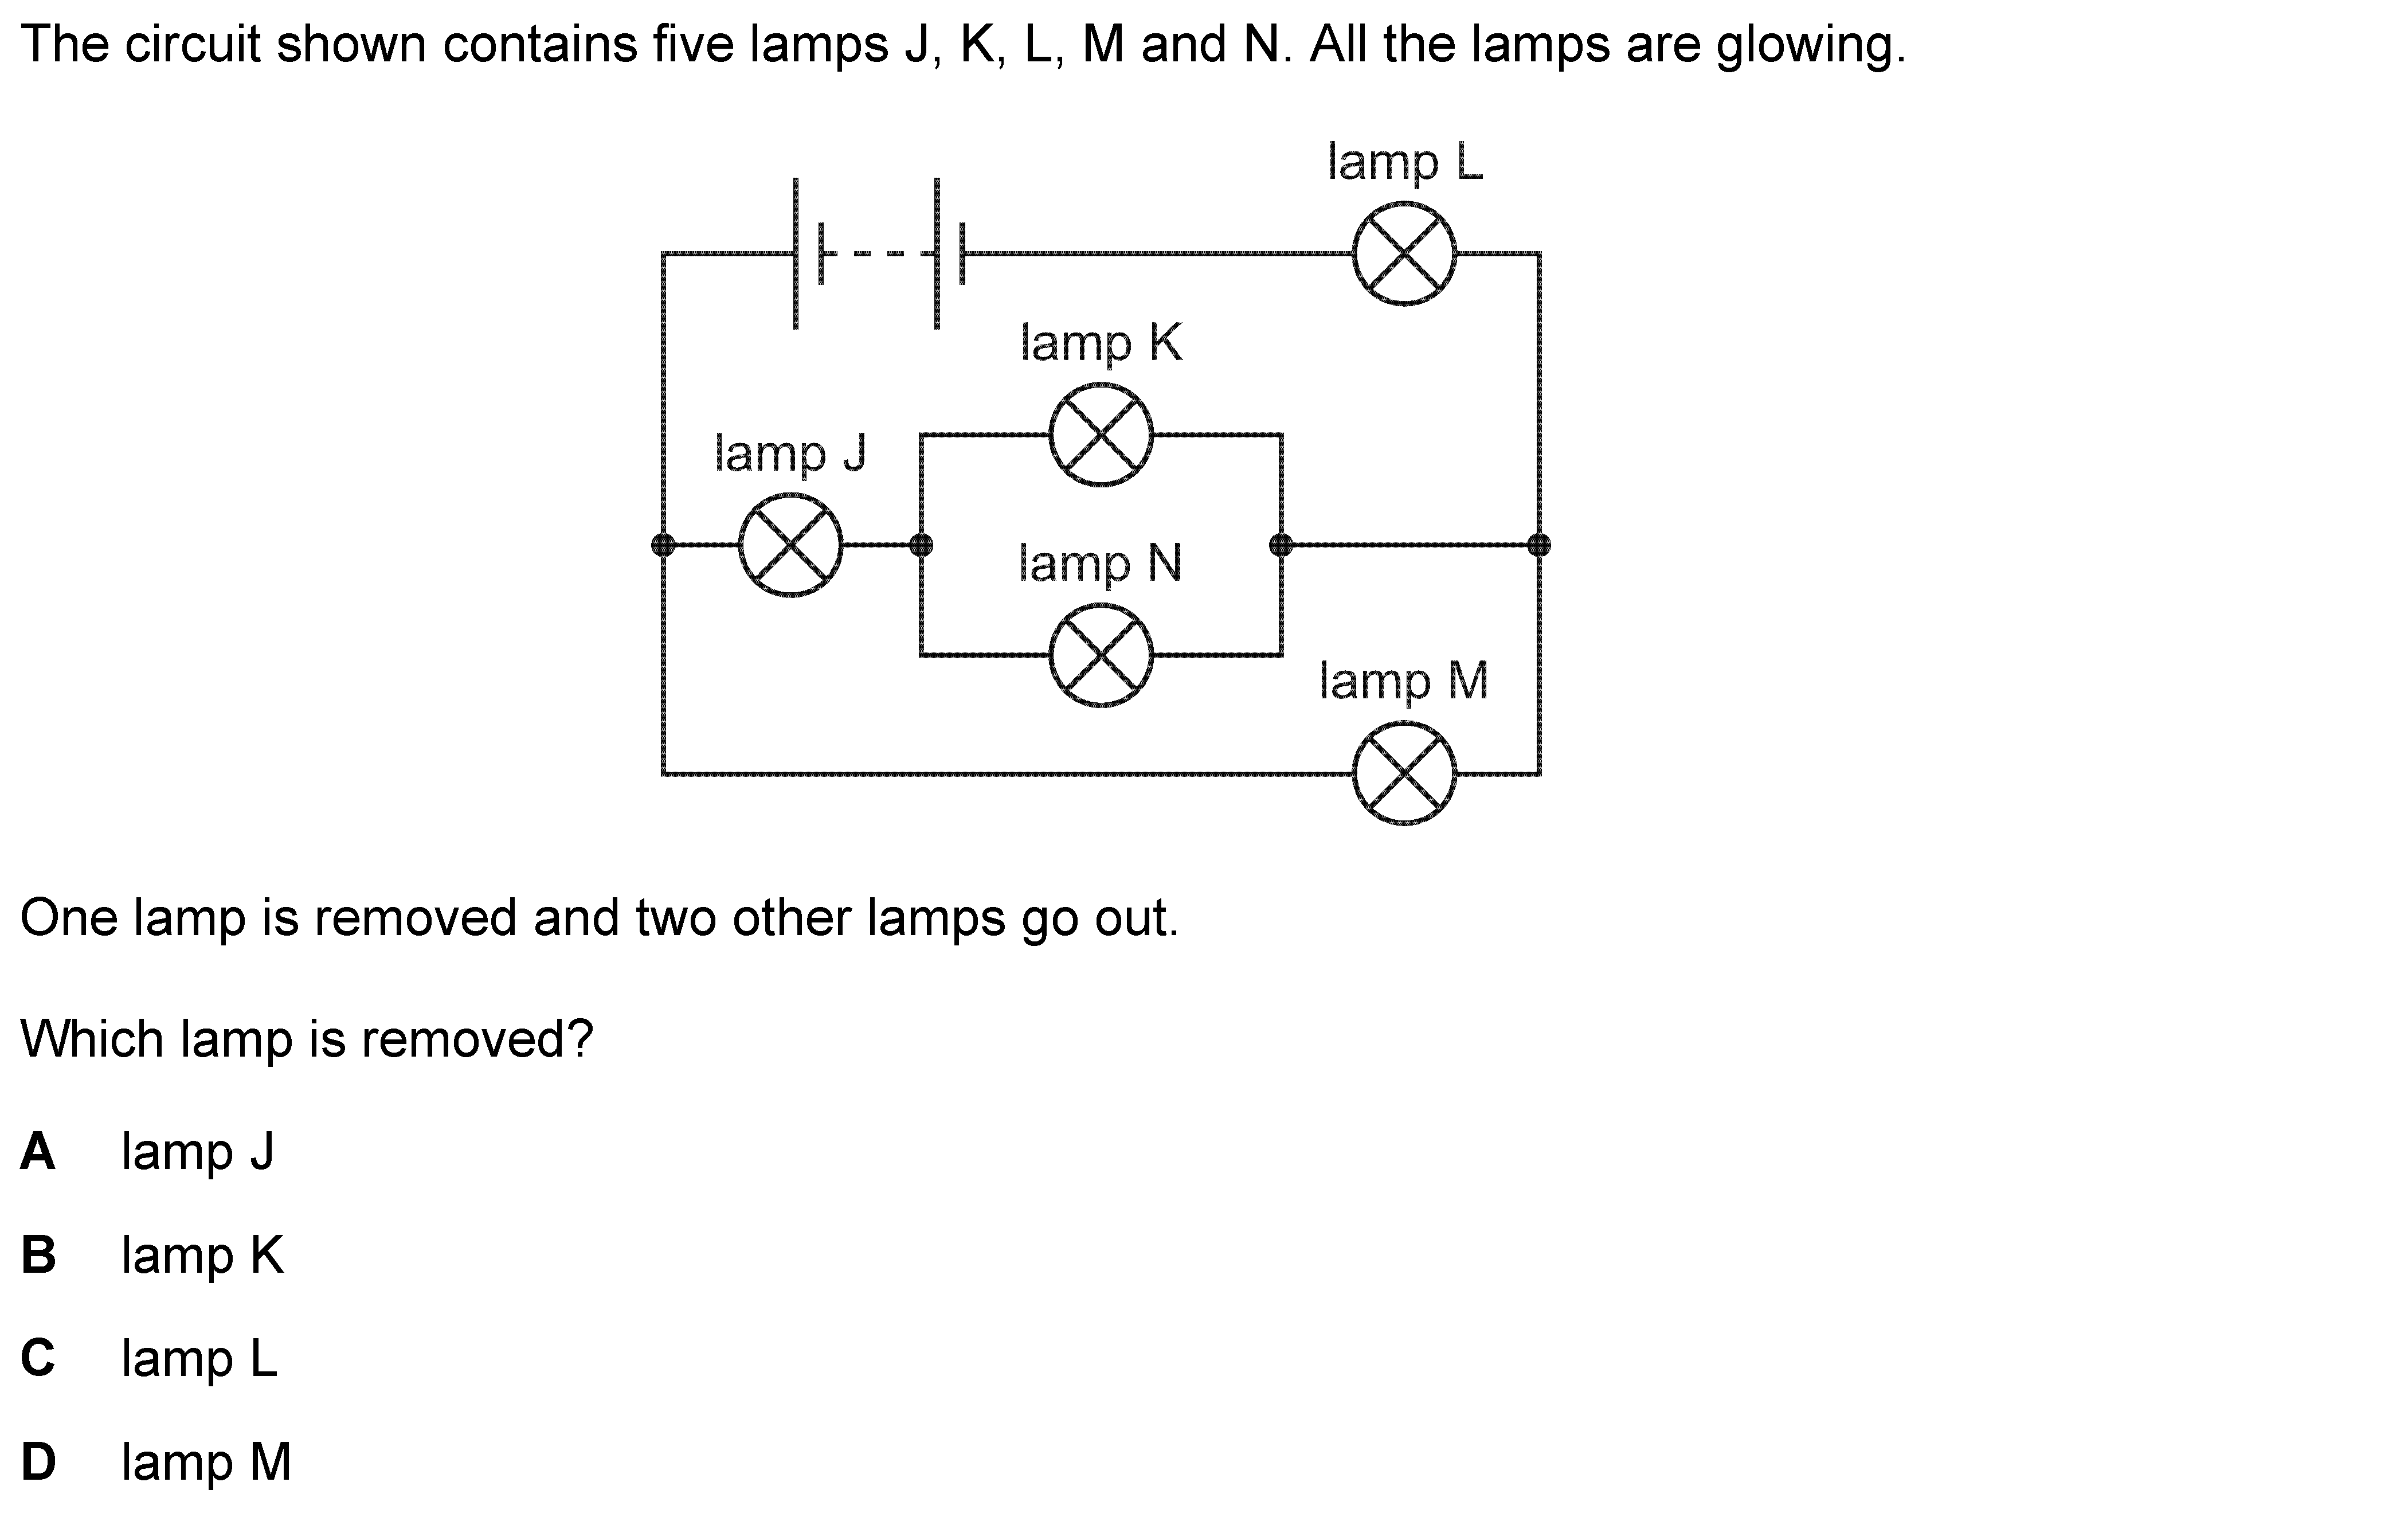 The circuit shown contains five lamps J, K, L, M and N. All the lamps are glowing.
lamp L
lamp K
lamp J
lamp N
lamp M
One lamp is removed and two other lamps go out.
Which lamp is removed?
A lamp J
B lamp K
C lamp L
D lamp M